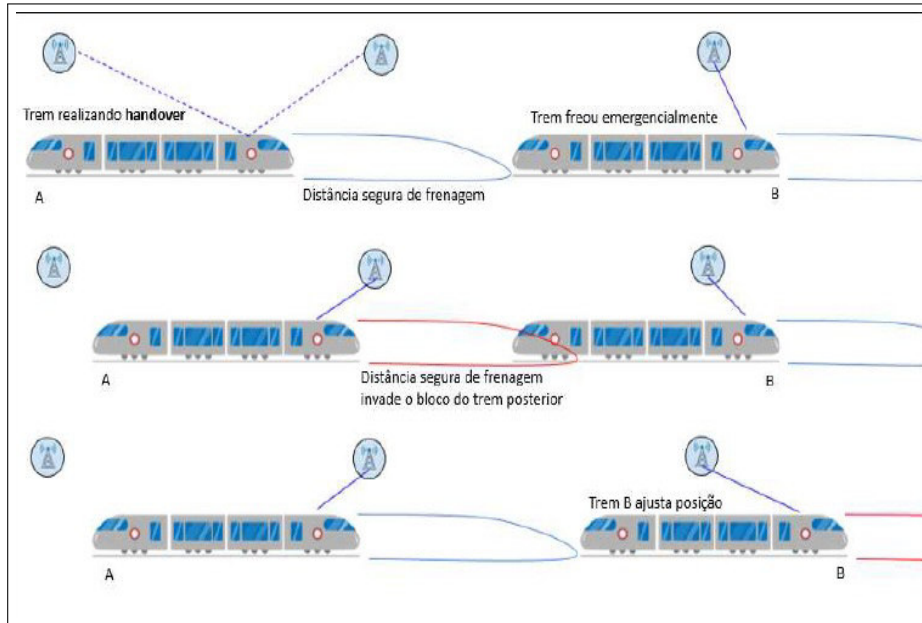 Trem realizando handover
Trem freou emergencialmente
Distância segura de frenagem
A
B
Distância segura de frenagem
invade o bloco do trem posterior
A
B
Trem B ajusta posição
A
B